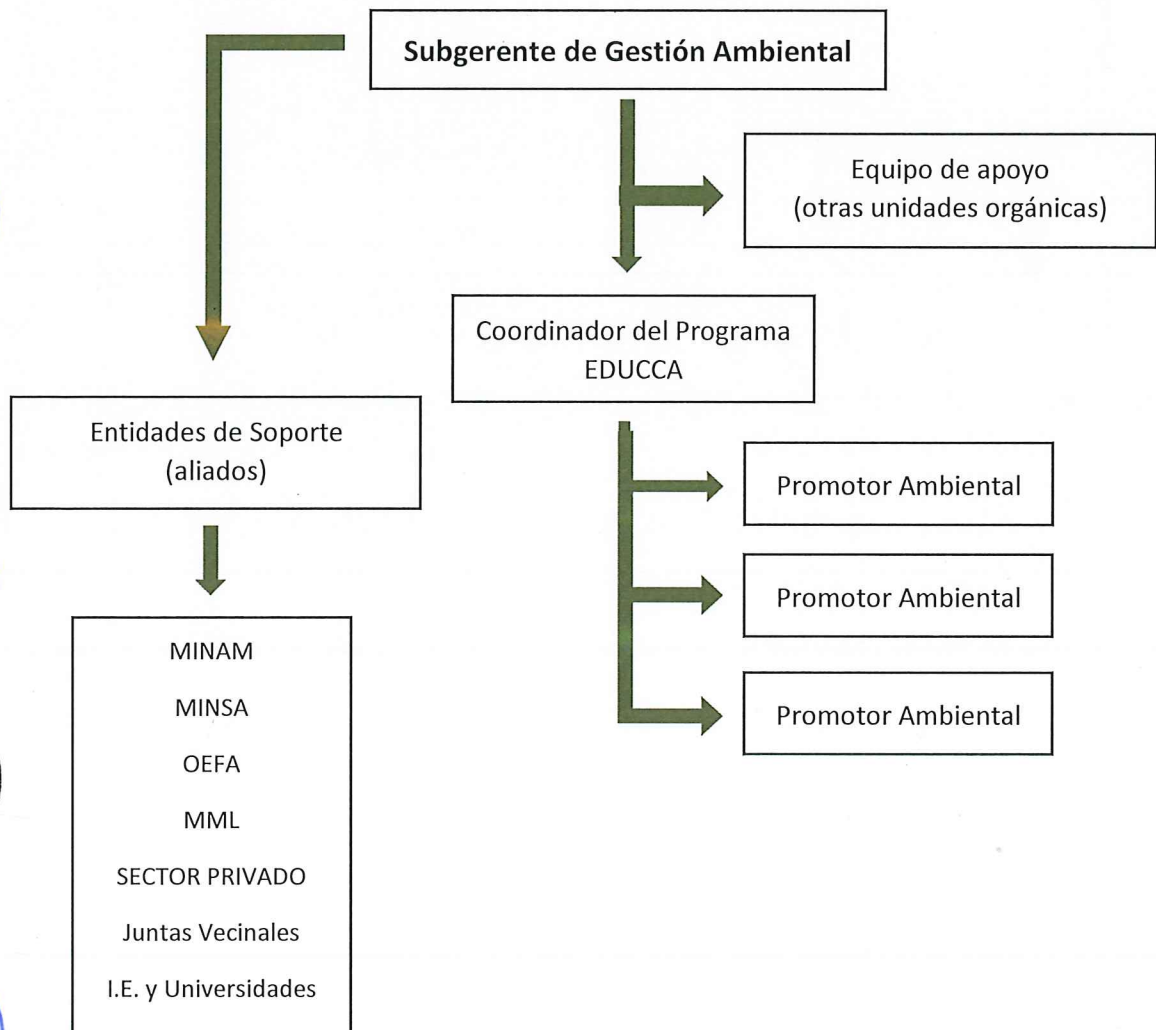 Subgerente de Gestión Ambiental
Equipo de apoyo
(otras unidades orgánicas)
Coordinador del Programa
EDUCCA
Entidades de Soporte
(aliados)
Promotor Ambiental
Promotor Ambiental
Promotor Ambiental
MINAM
MINSA
OEFA
MML
SECTOR PRIVADO
Juntas Vecinales
I.E. y Universidades